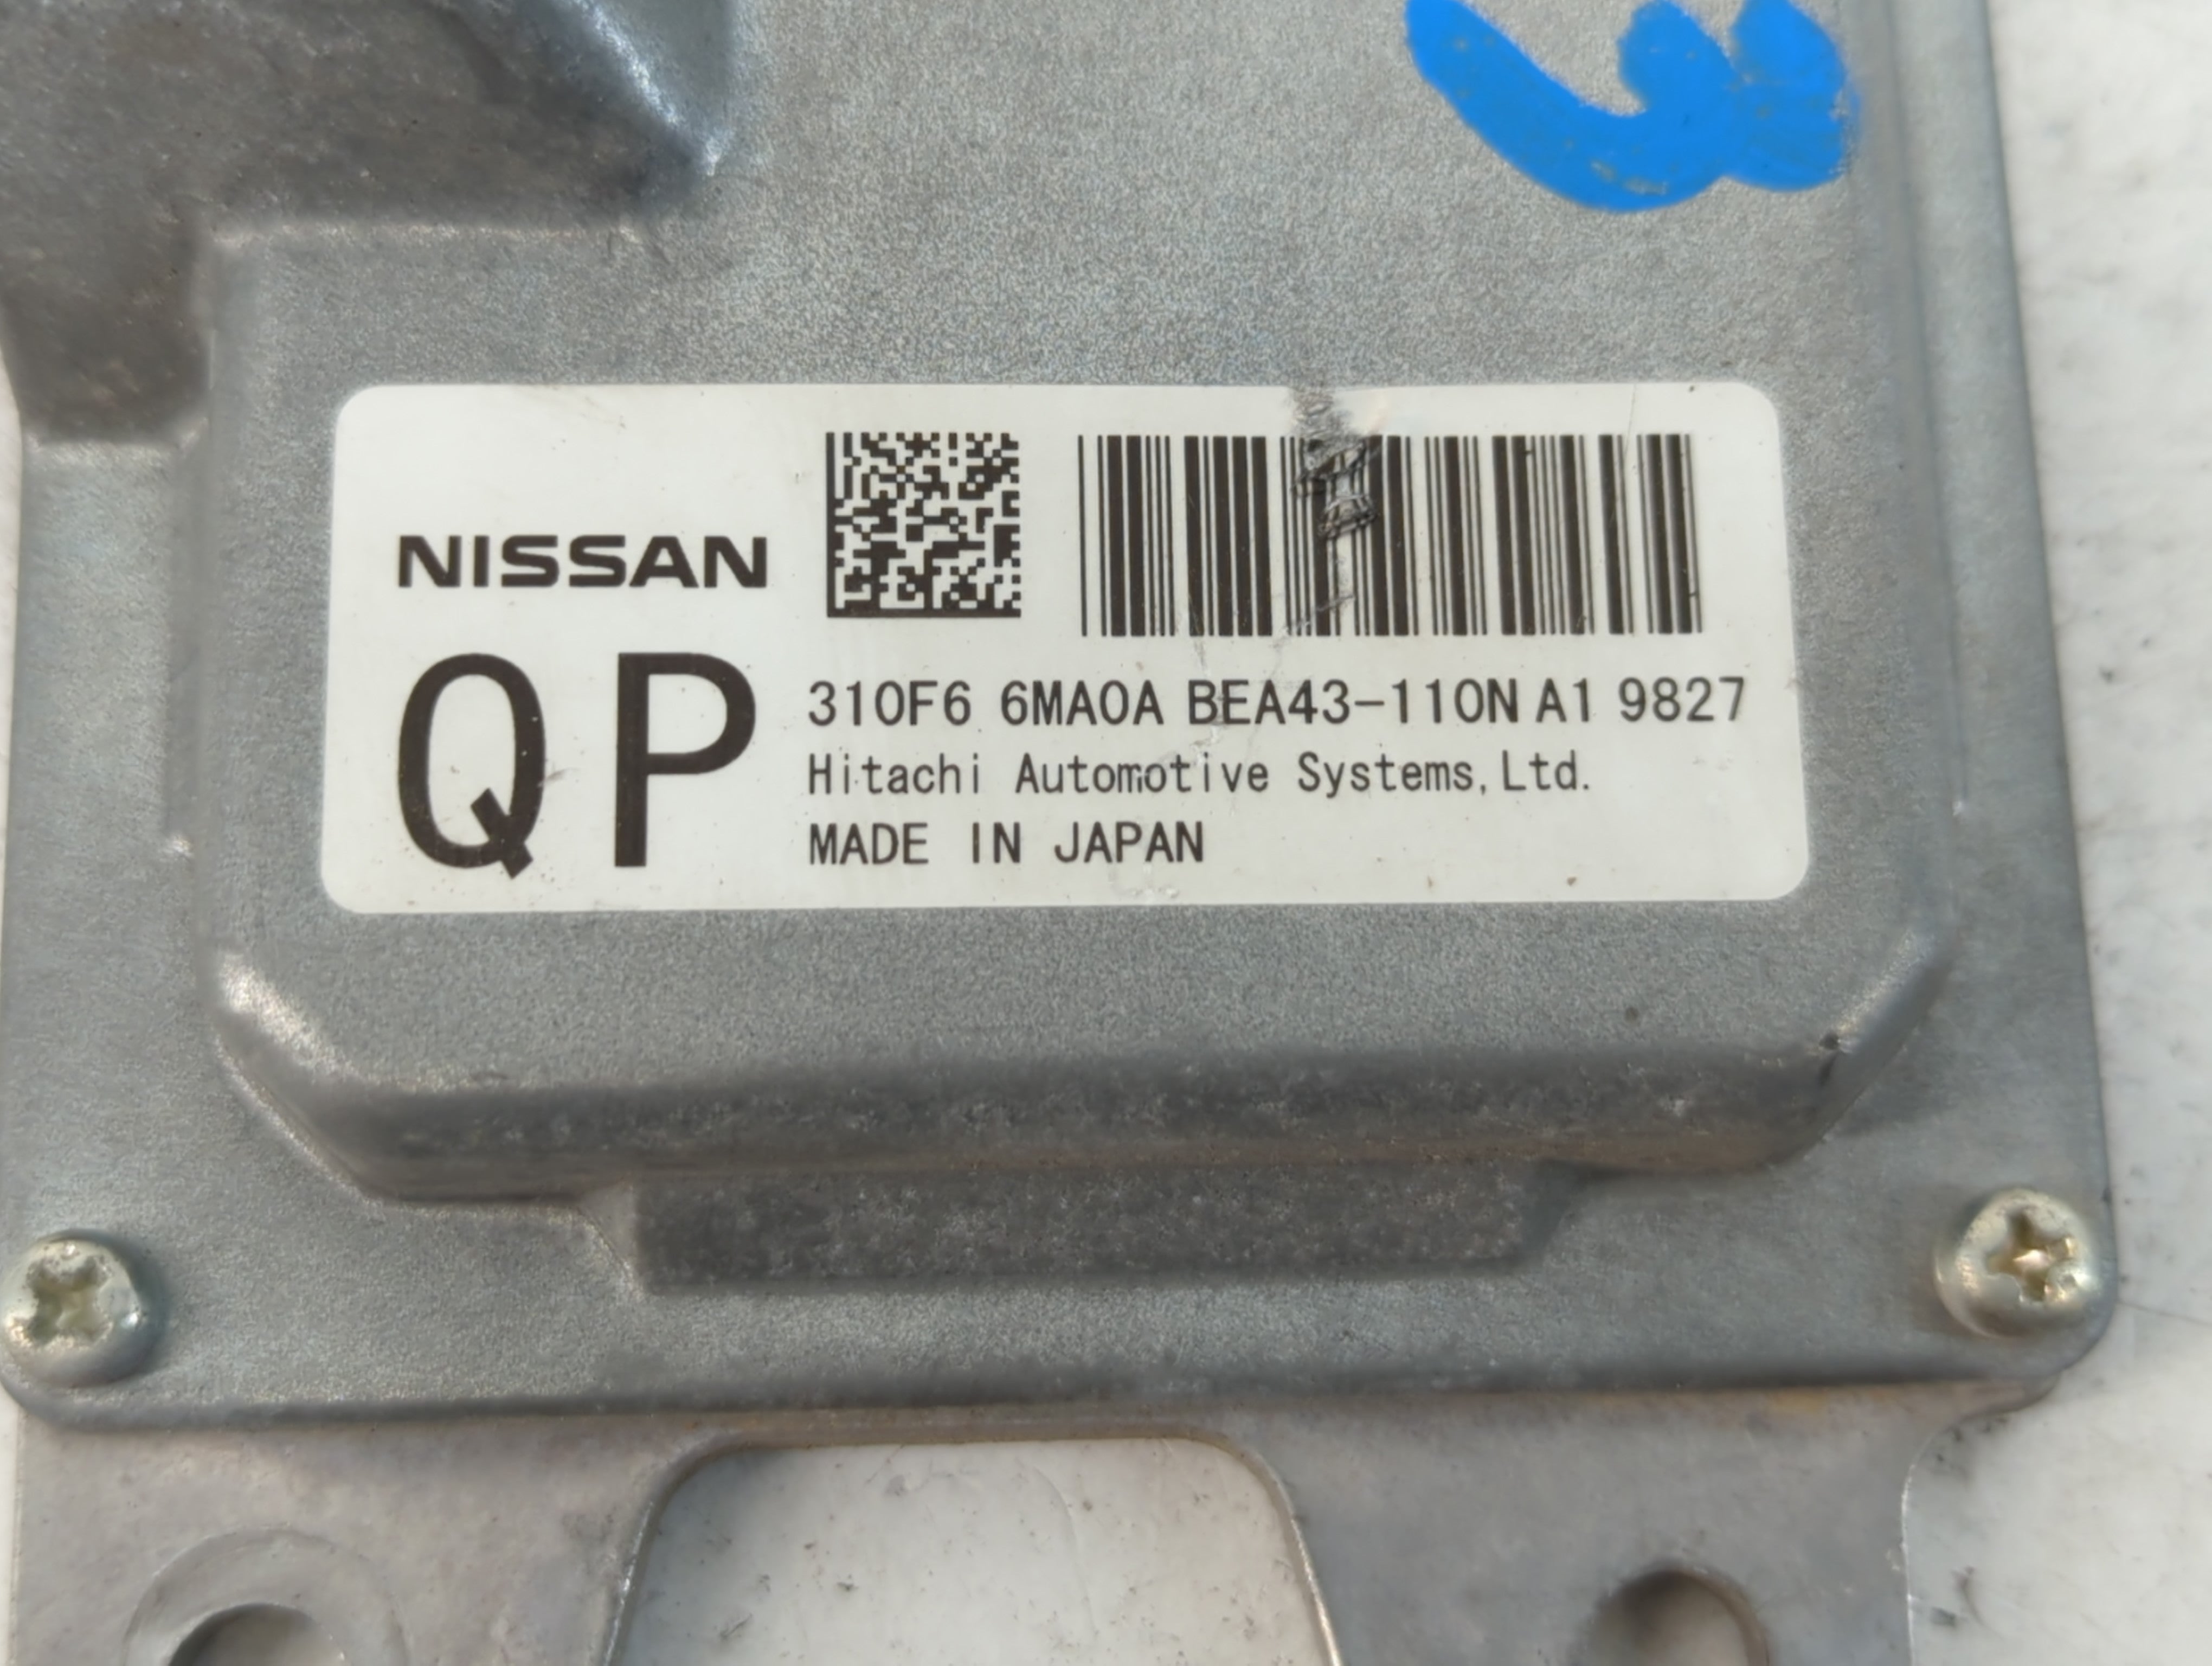 NISSAN
QP
310F6 6MA0A BEA43-110N A1 9827
Hitachi Automotive Systems, Ltd.
MADE IN JAPAN